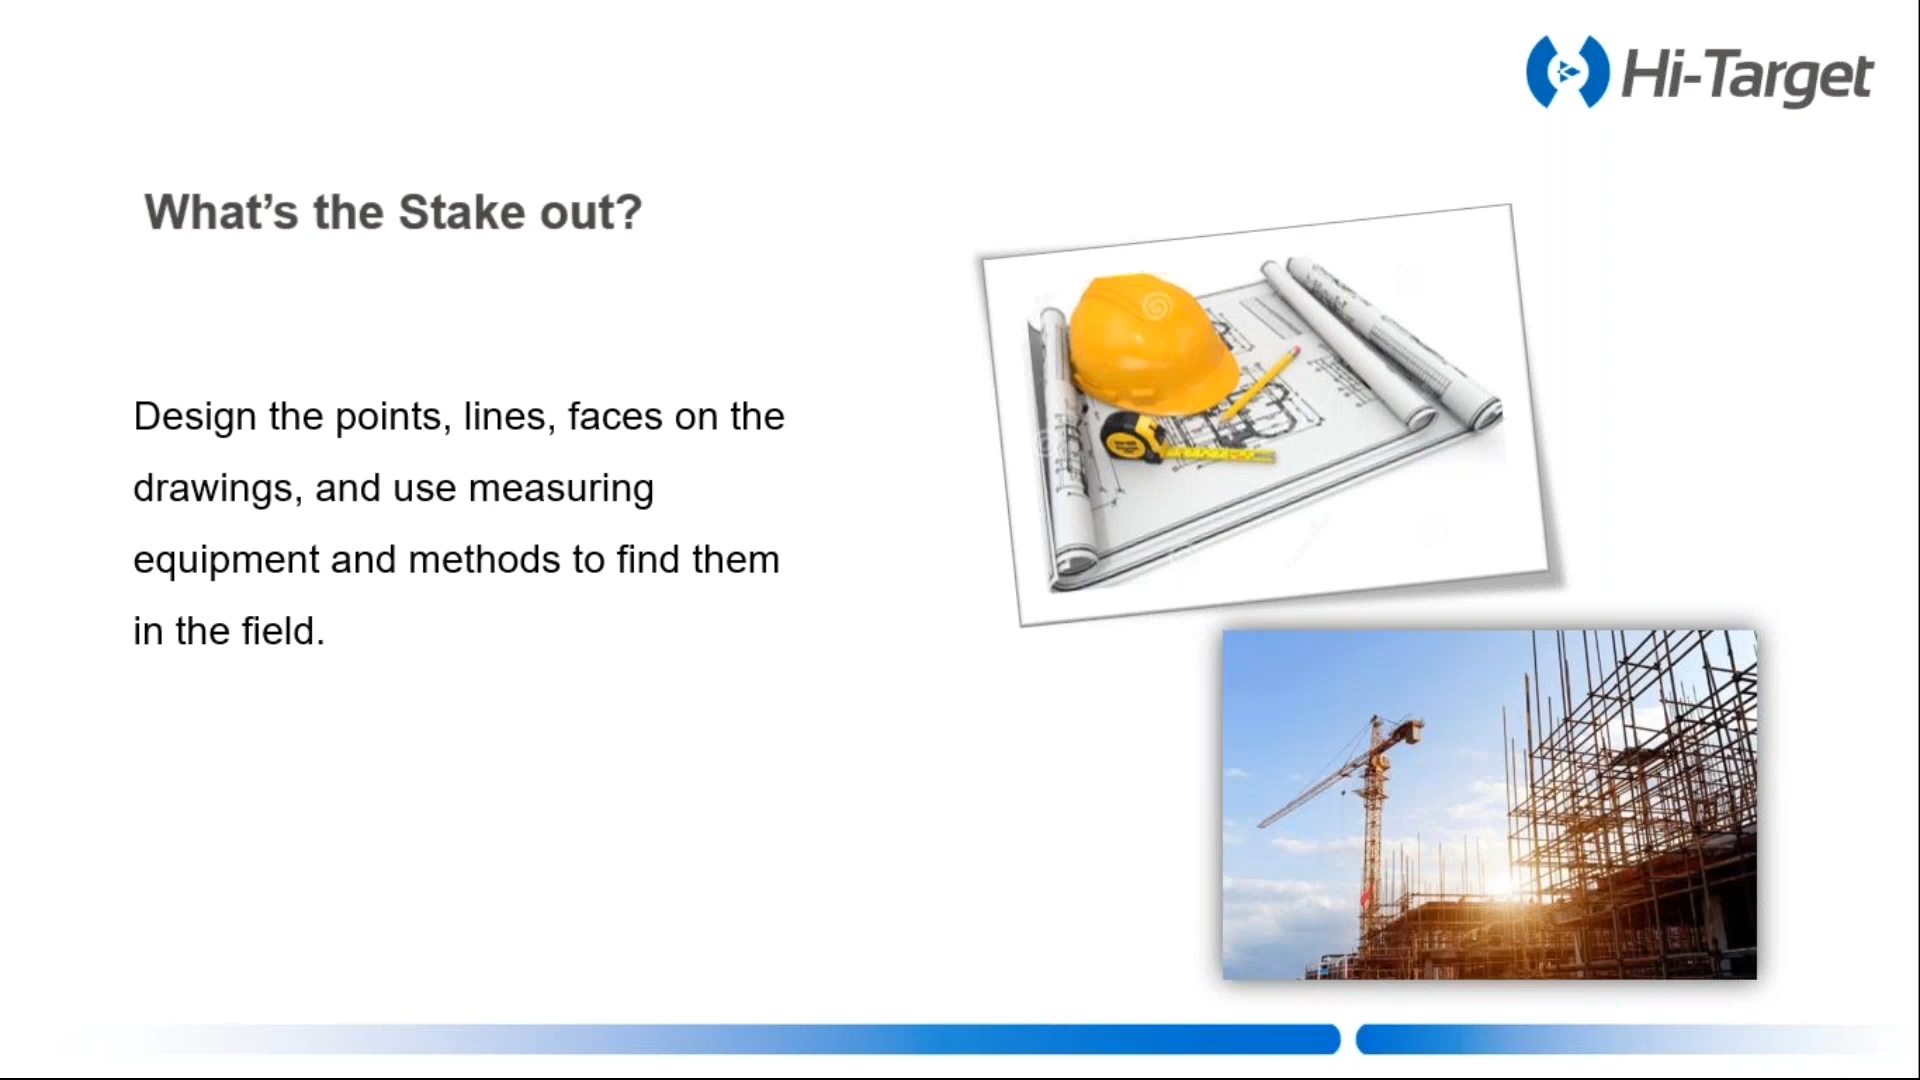 Hi-Target
What’s the Stake out?
Design the points, lines, faces on the
drawings, and use measuring
equipment and methods to find them
in the field.